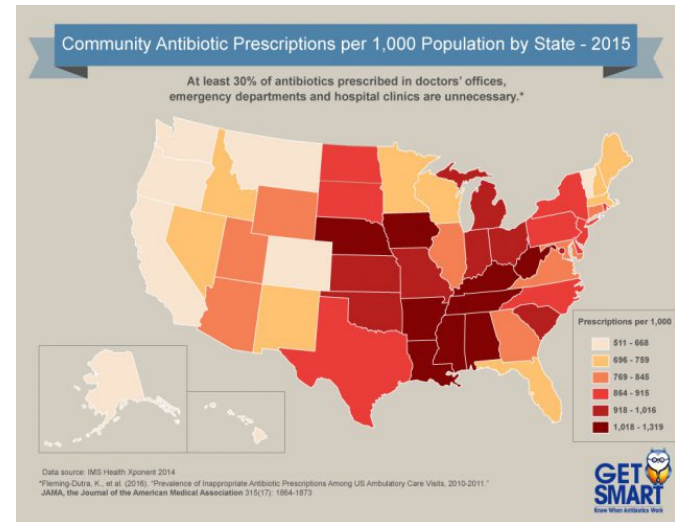 Community Antibiotic Prescriptions per 1,000 Population by State - 2015
At least 30% of antibiotics prescribed in doctors' offices,
emergency departments and hospital clinics are unnecessary.*
Prescriptions per 1,000
511 - 668
696 - 759
769 - 845
864 - 915
918 - 1,016
1,018 - 1,319
Data source: IMS Health Xponent 2014
*Fleming-Dutra, K., et al. (2016). "Prevalence of Inappropriate Antibiotic Prescriptions Among US Ambulatory Care Visits, 2010-2011."
JAMA, the Journal of the American Medical Association 315(17): 1864-1873
GET
SMART
Know When Antibiotics Work